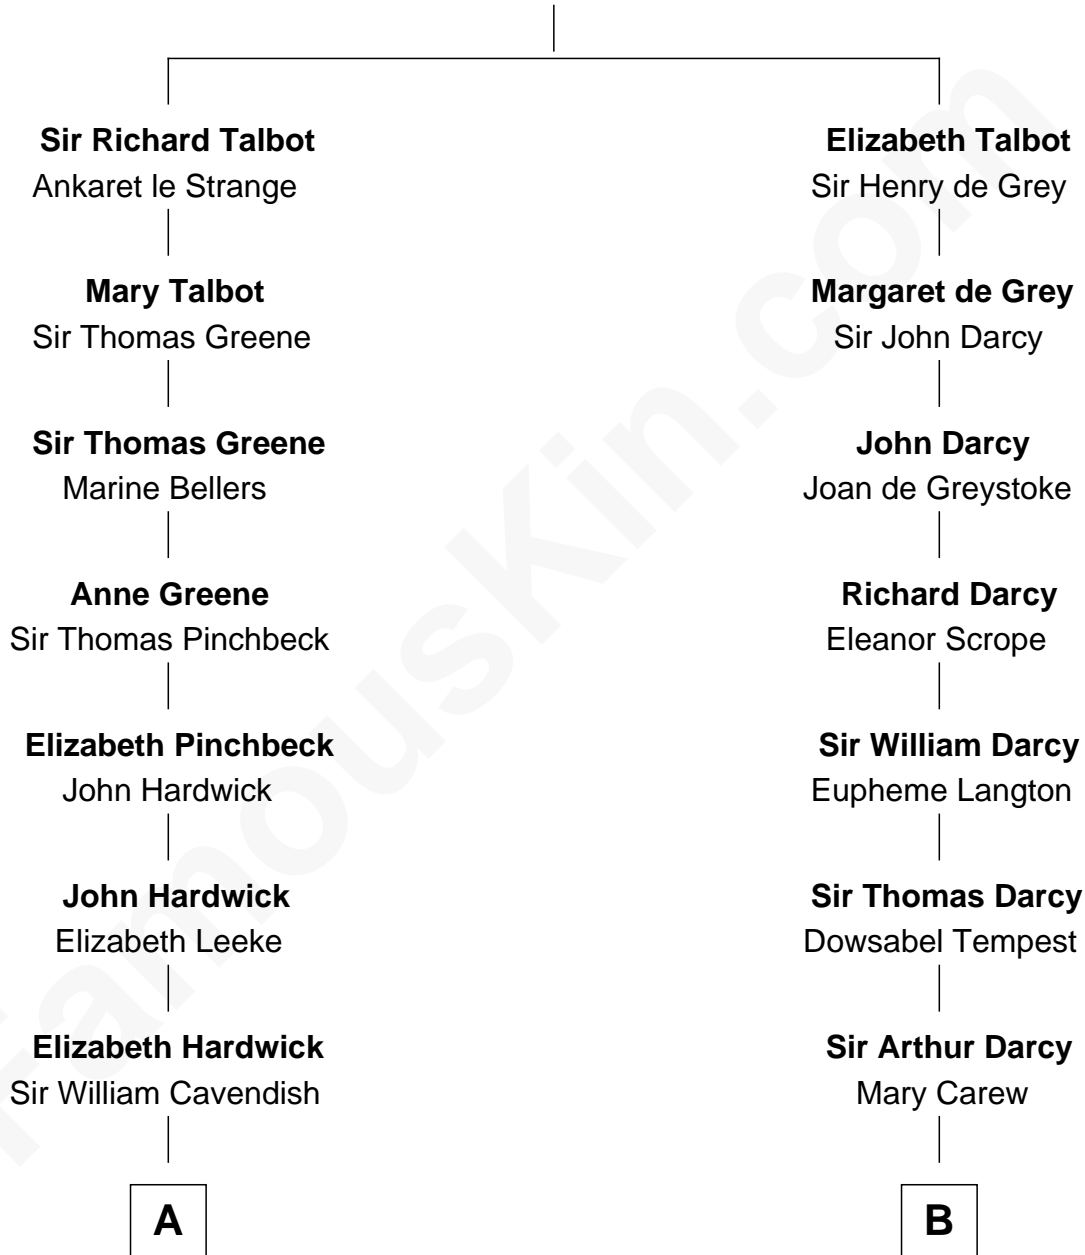 Sir Richard Talbot
Ankaret le Strange
Mary Talbot
Sir Thomas Greene
Sir Thomas Greene
Marine Bellers
Anne Greene
Sir Thomas Pinchbeck
Elizabeth Pinchbeck
John Hardwick
John Hardwick
Elizabeth Leeke
Elizabeth Hardwick
Sir William Cavendish
A
Elizabeth Talbot
Sir Henry de Grey
Margaret de Grey
Sir John Darcy
John Darcy
Joan de Greystoke
Richard Darcy
Eleanor Scrope
Sir William Darcy
Eupheme Langton
Sir Thomas Darcy
Dowsabel Tempest
Sir Arthur Darcy
Mary Carew
B
FamousKin.com